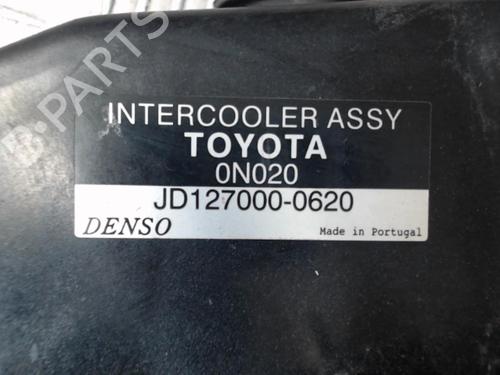 B-PARTS
INTERCOOLER ASSY
TOYOTA
0N020
JD127000-0620
DENSO
Made in Portugal